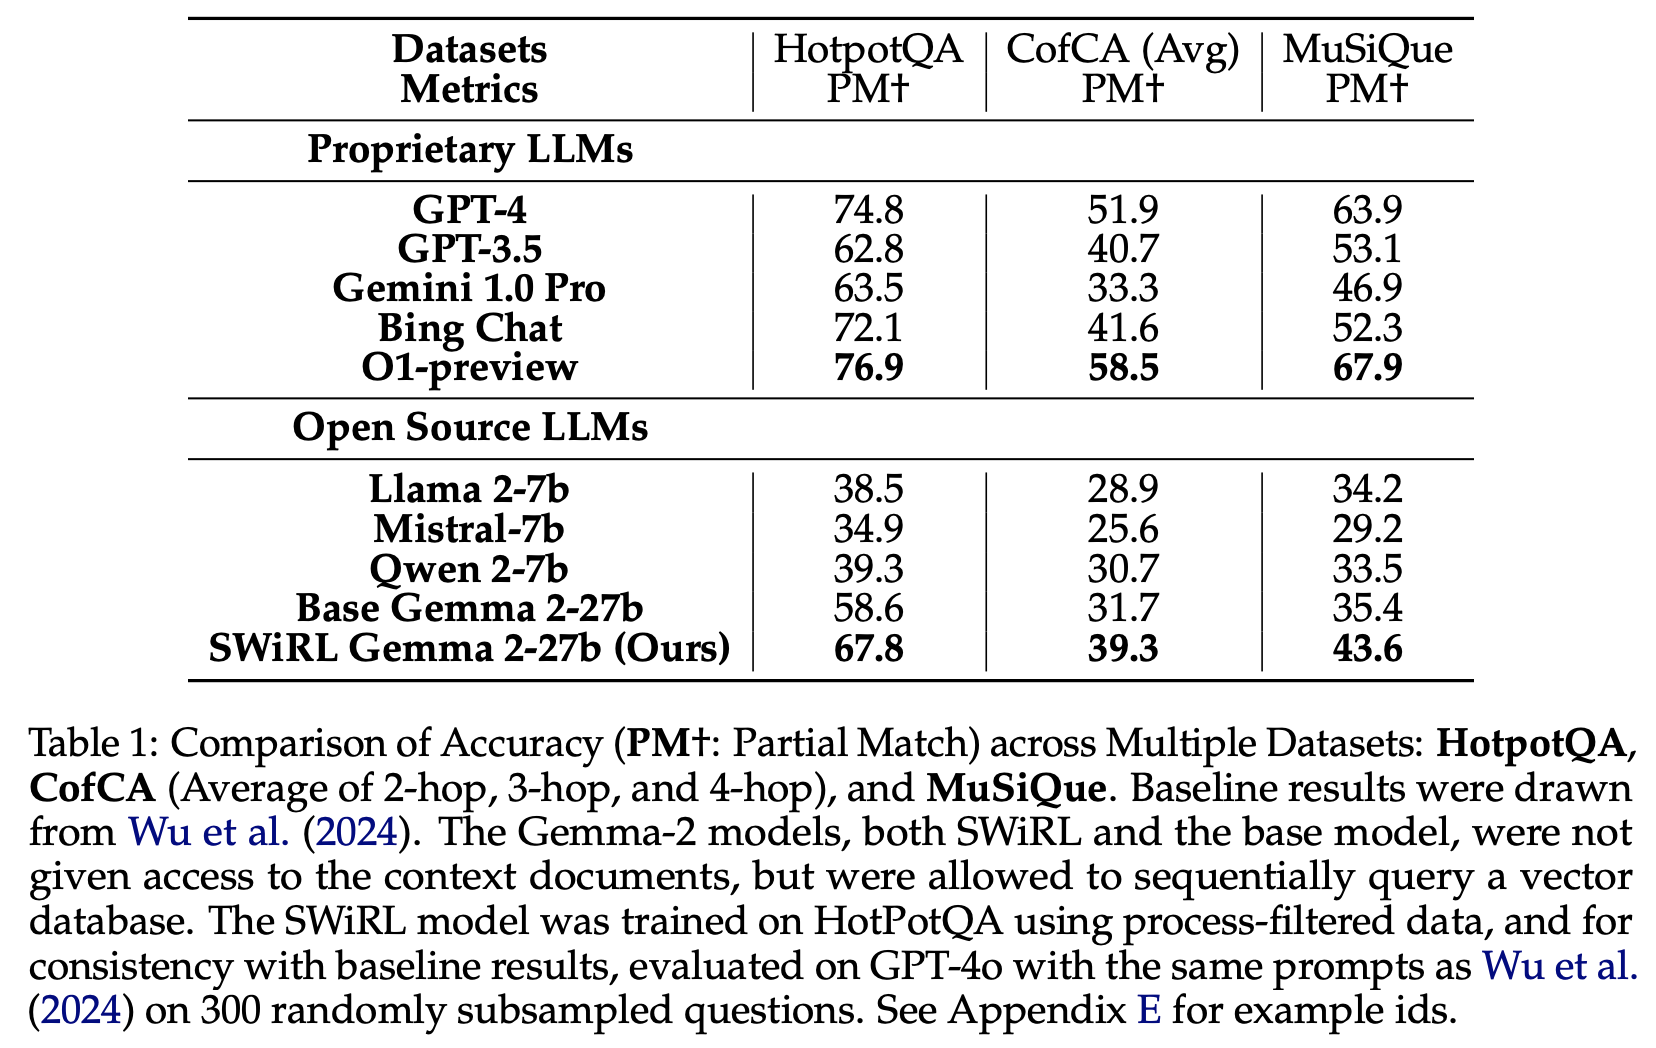 Datasets HotpotQA CofCA (Avg) MuSiQue
Metrics PM† PM† PM†
Proprietary LLMs
GPT-4 74.8 51.9 63.9
GPT-3.5 62.8 40.7 53.1
Gemini 1.0 Pro 63.5 33.3 46.9
Bing Chat 72.1 41.6 52.3
O1-preview 76.9 58.5 67.9
Open Source LLMs
Llama 2-7b 38.5 28.9 34.2
Mistral-7b 34.9 25.6 29.2
Qwen 2-7b 39.3 30.7 33.5
Base Gemma 2-27b 58.6 31.7 35.4
SWiRL Gemma 2-27b (Ours) 67.8 39.3 43.6
Table 1: Comparison of Accuracy (PM†: Partial Match) across Multiple Datasets: HotpotQA,
CofCA (Average of 2-hop, 3-hop, and 4-hop), and MuSiQue. Baseline results were drawn
from Wu et al. (2024). The Gemma-2 models, both SWiRL and the base model, were not
given access to the context documents, but were allowed to sequentially query a vector
database. The SWiRL model was trained on HotPotQA using process-filtered data, and for
consistency with baseline results, evaluated on GPT-4o with the same prompts as Wu et al.
(2024) on 300 randomly subsampled questions. See Appendix E for example ids.